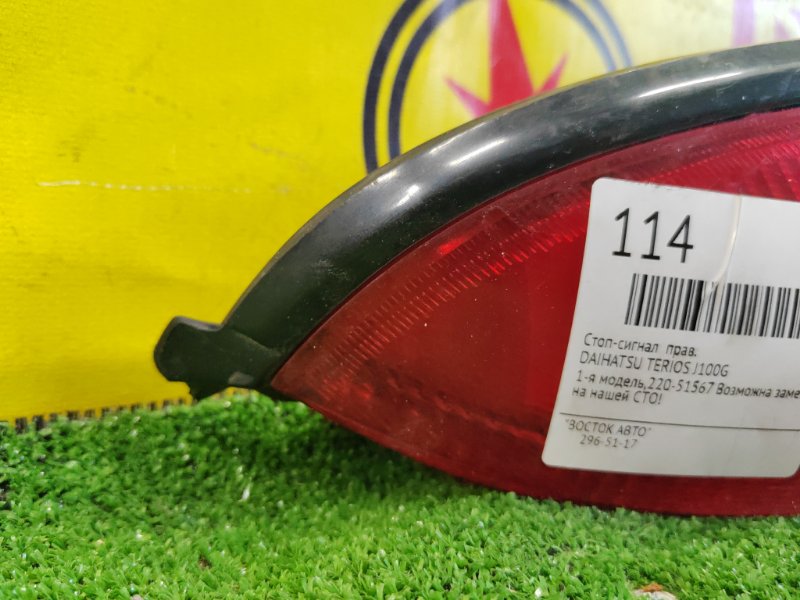 114
Стоп-сигнал прав.
DAIHATSU TERIOS J100G
1-я модель,220-51567 Возможна
на нашей СТО!
"ВОСТОК АВТО"
296-51-17